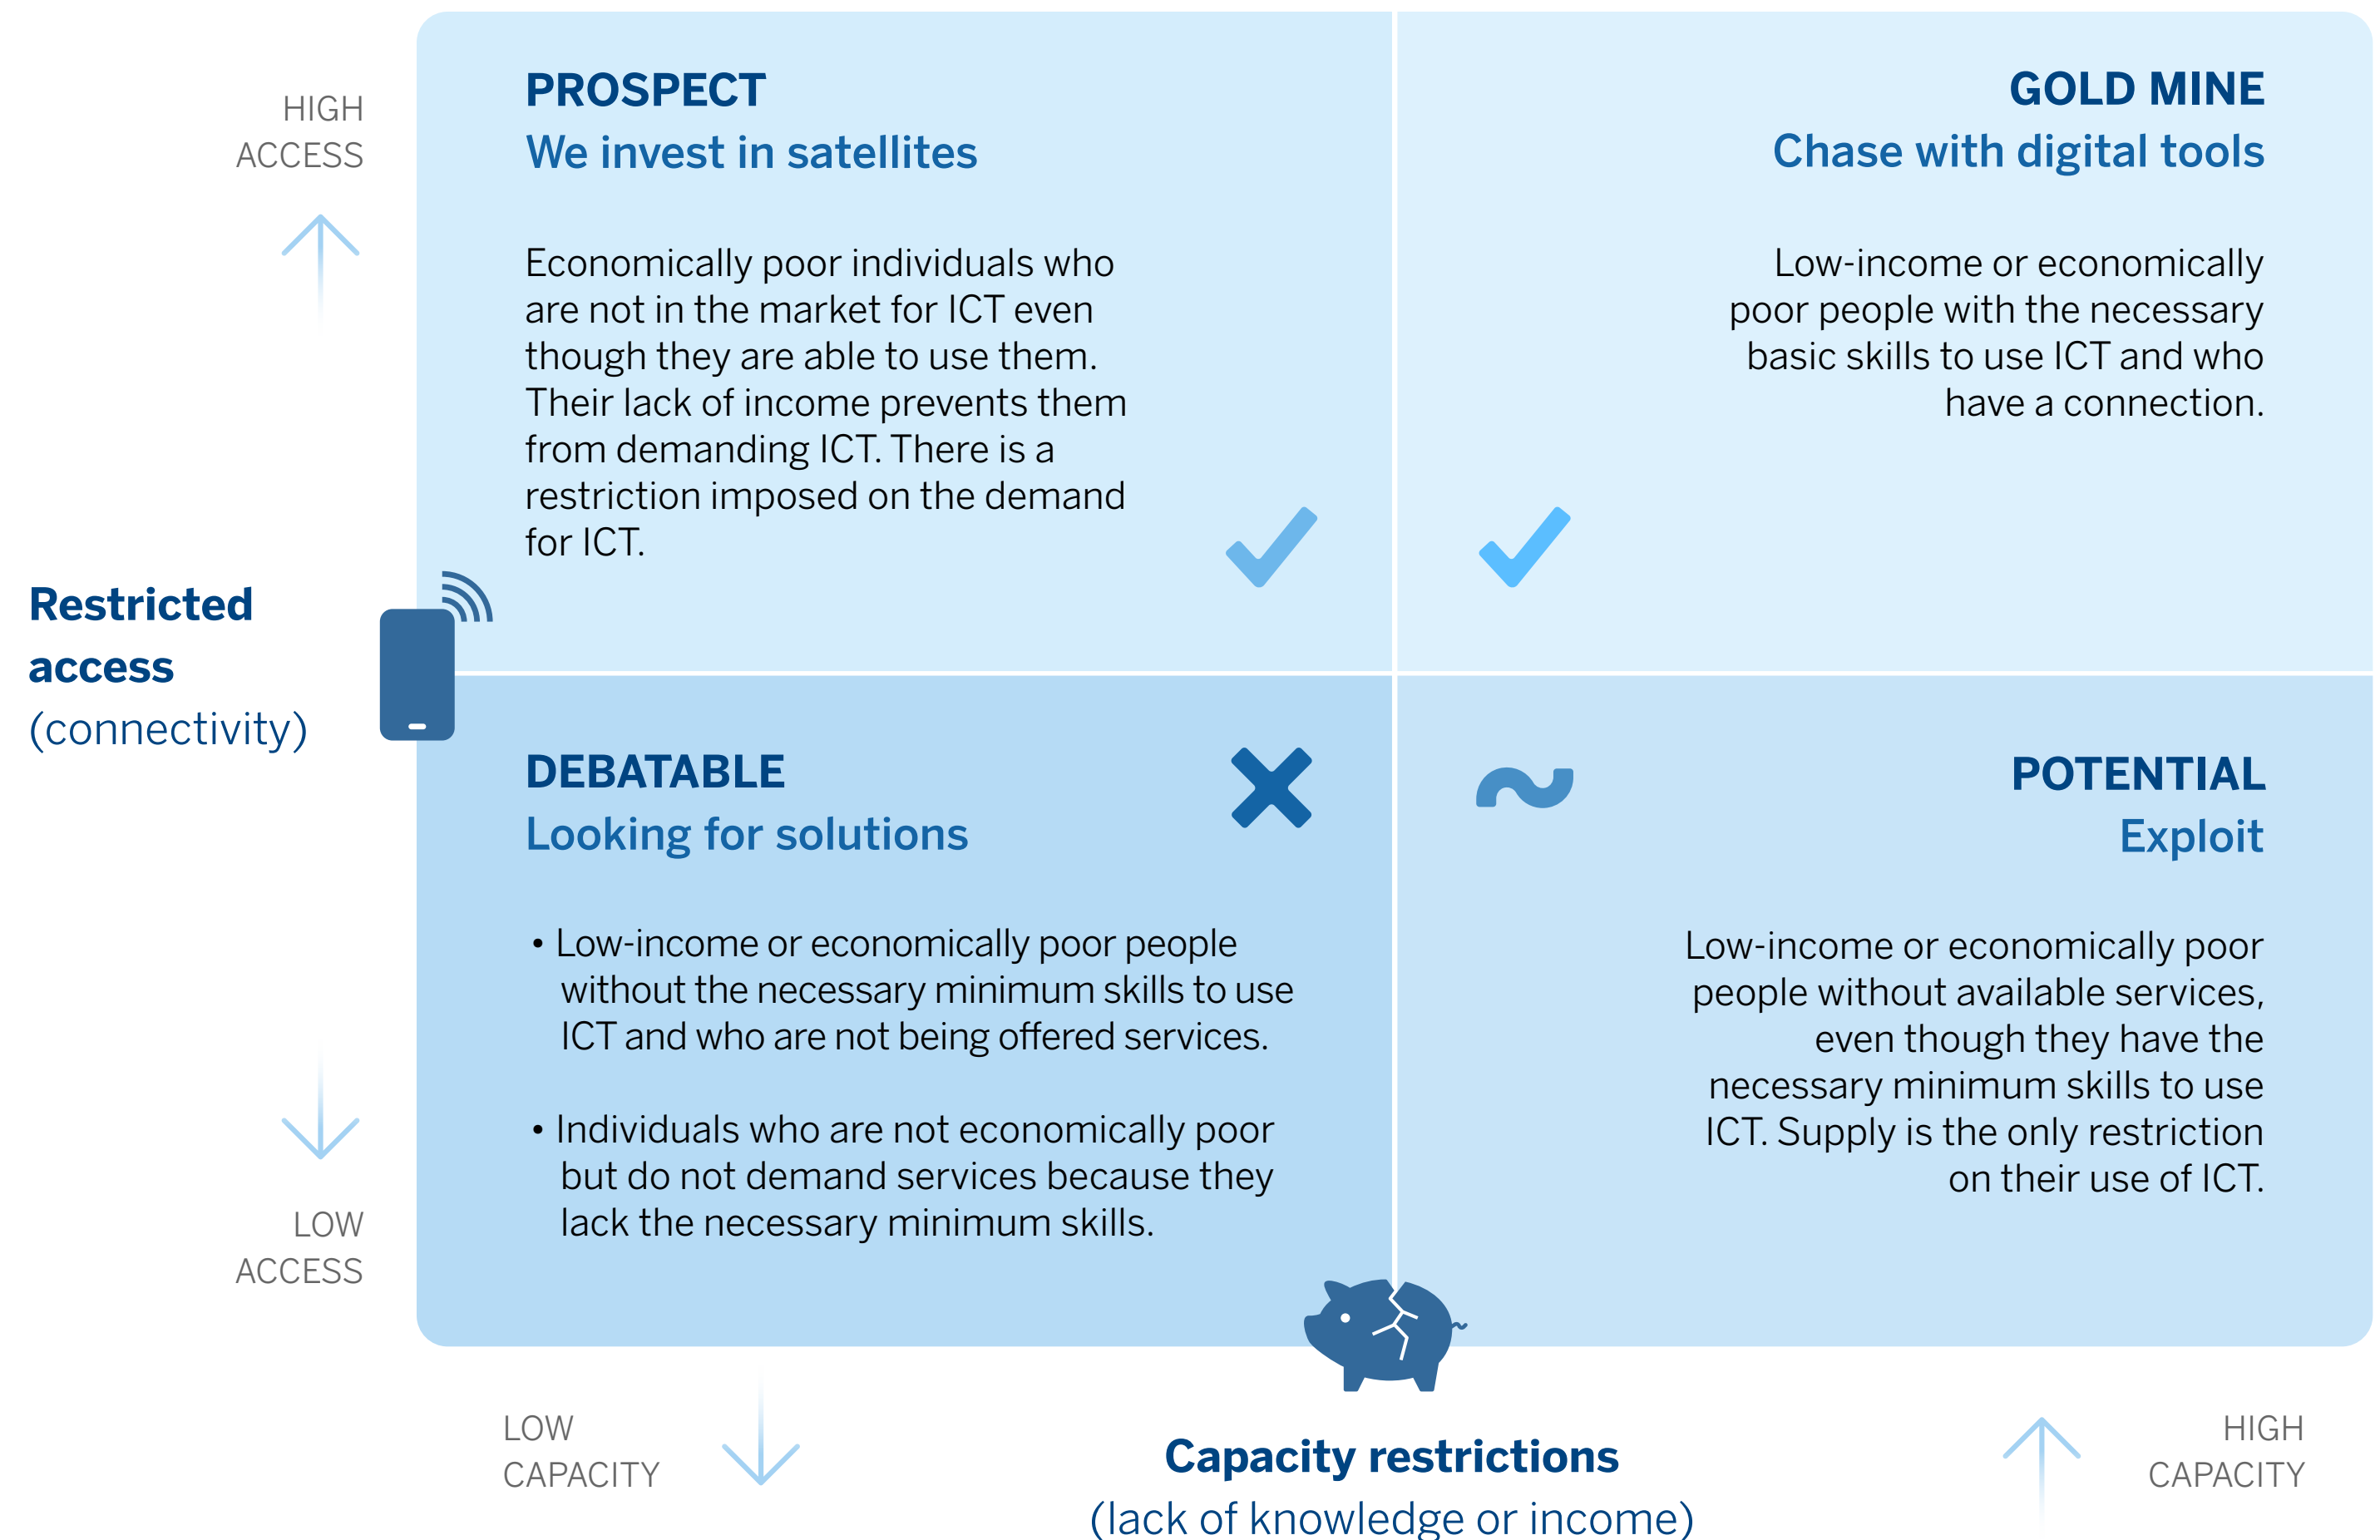 HIGH
ACCESS
PROSPECT
We invest in satellites
Economically poor individuals who
are not in the market for ICT even
though they are able to use them.
Their lack of income prevents them
from demanding ICT. There is a
restriction imposed on the demand
for ICT.
GOLD MINE
Chase with digital tools
Low-income or economically
poor people with the necessary
basic skills to use ICT and who
have a connection.
Restricted
access
(connectivity)
DEBATABLE
Looking for solutions
• Low-income or economically poor people
without the necessary minimum skills to use
ICT and who are not being offered services.
• Individuals who are not economically poor
but do not demand services because they
lack the necessary minimum skills.
POTENTIAL
Exploit
Low-income or economically poor
people without available services,
even though they have the
necessary minimum skills to use
ICT. Supply is the only restriction
on their use of ICT.
LOW
ACCESS
LOW
CAPACITY
Capacity restrictions
(lack of knowledge or income)
HIGH
CAPACITY